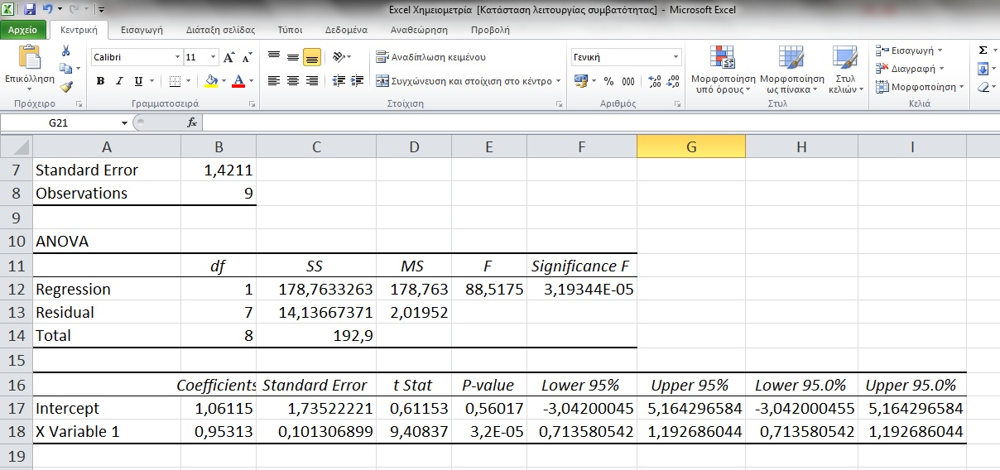 Excel Χημειομετρία [Κατάσταση λειτουργίας συμβατότητας] - Microsoft Excel
Αρχείο Κεντρική Εισαγωγή Διάταξη σελίδας Τύποι Δεδομένα Αναθεώρηση Προβολή
Επικόλληση Calibri 11 A A Αναδίπλωση κειμένου Γενική Μορφοποίηση υπό όρους Μορφοποίηση ως πίνακα Στυλ κελιών Εισαγωγή Σ
B I U A Συγχώνευση και στοίχιση στο κέντρο % 000 Διαγραφή
Μορφοποίηση
Πρόχειρο Γραμματοσειρά Στοίχιση Αριθμός Στυλ Κελιά
G21 fx
A B C D E F G H I
7 Standard Error 1,4211
8 Observations 9
9
10 ANOVA
11 df SS MS F Significance F
12 Regression 1 178,7633263 178,763 88,5175 3,19344E-05
13 Residual 7 14,13667371 2,01952
14 Total 8 192,9
15
16 Coefficients Standard Error t Stat P-value Lower 95% Upper 95% Lower 95.0% Upper 95.0%
17 Intercept 1,06115 1,73522221 0,61153 0,56017 -3,04200045 5,164296584 -3,042000455 5,164296584
18 X Variable 1 0,95313 0,101306899 9,40837 3,2E-05 0,713580542 1,192686044 0,713580542 1,192686044
19